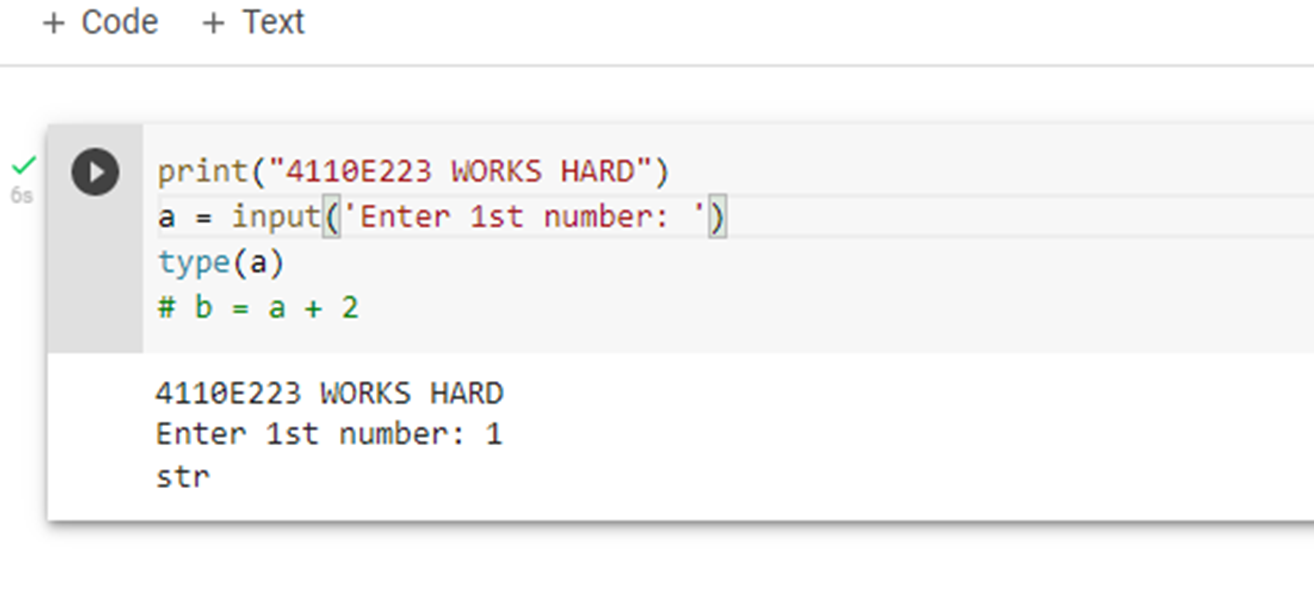 + Code + Text
print("4110E223 WORKS HARD")
6s
a = input('Enter 1st number: ')
type(a)
# b = a + 2
4110E223 WORKS HARD
Enter 1st number: 1
str